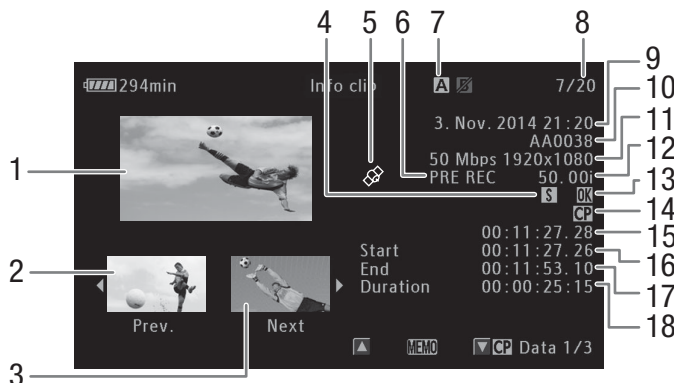 4 5 6 7 8
294min Info clip A B 7/20
9
3. Nov. 2014 21:20
10
AA0038
11
50 Mbps 1920x1080
12
PRE REC 50.00i
13
S OK
14
CP
15
00:11:27.28
16
Start 00:11:27.26
17
End 00:11:53.10
18
Duration 00:00:25:15
1
2
3
Prev. Next
MEMO CP Data 1/3